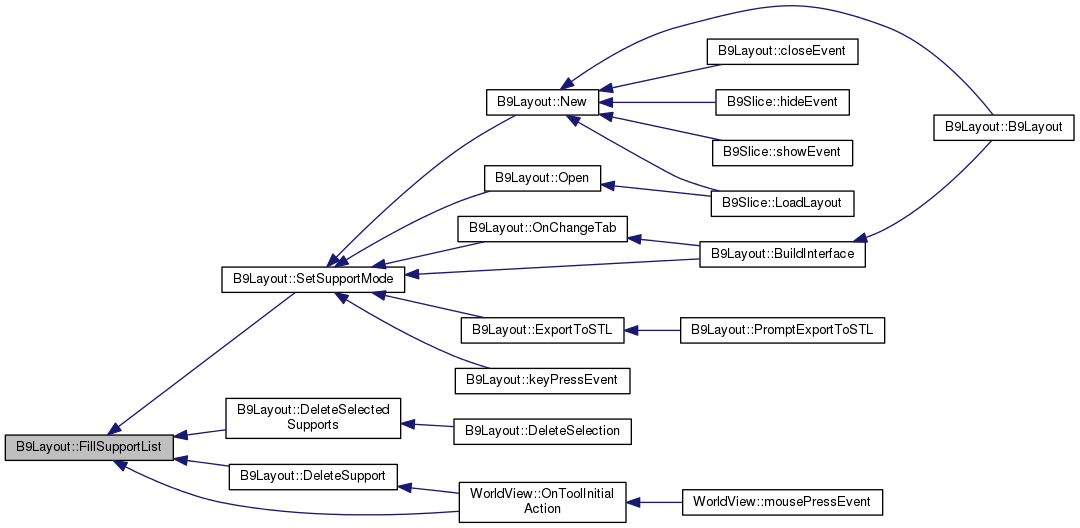 B9Layout::closeEvent
B9Layout::New
B9Slice::hideEvent
B9Layout::B9Layout
B9Slice::showEvent
B9Layout::Open
B9Slice::LoadLayout
B9Layout::OnChangeTab
B9Layout::BuildInterface
B9Layout::SetSupportMode
B9Layout::ExportToSTL
B9Layout::PromptExportToSTL
B9Layout::keyPressEvent
B9Layout::DeleteSelected
Supports
B9Layout::DeleteSelection
B9Layout::FillSupportList
B9Layout::DeleteSupport
WorldView::OnToolInitial
Action
WorldView::mousePressEvent